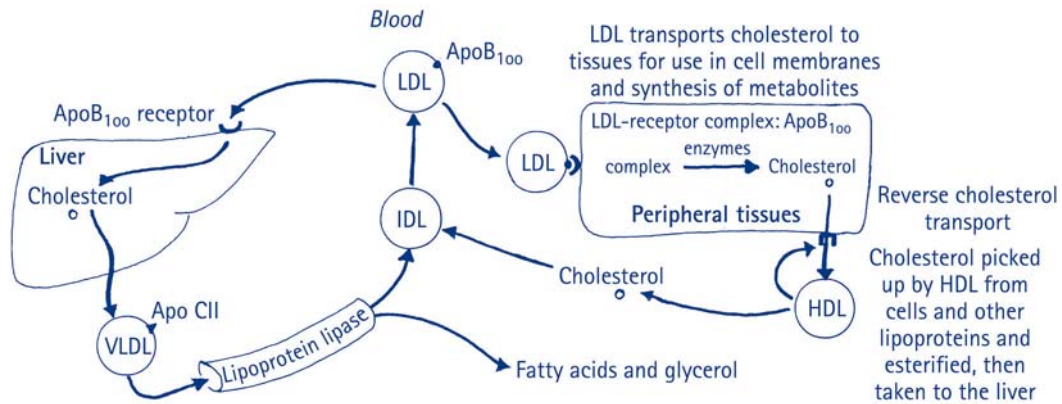 Blood
ApoB₁₀₀
LDL
ApoB₁₀₀ receptor
Liver
Cholesterol
Apo CII
VLDL
Lipoprotein lipase
IDL
Fatty acids and glycerol
LDL transports cholesterol to
tissues for use in cell membranes
and synthesis of metabolites
LDL-receptor complex: ApoB₁₀₀
enzymes
complex
Cholesterol
LDL
Peripheral tissues
Cholesterol
HDL
Reverse cholesterol
transport
Cholesterol picked
up by HDL from
cells and other
lipoproteins and
esterified, then
taken to the liver